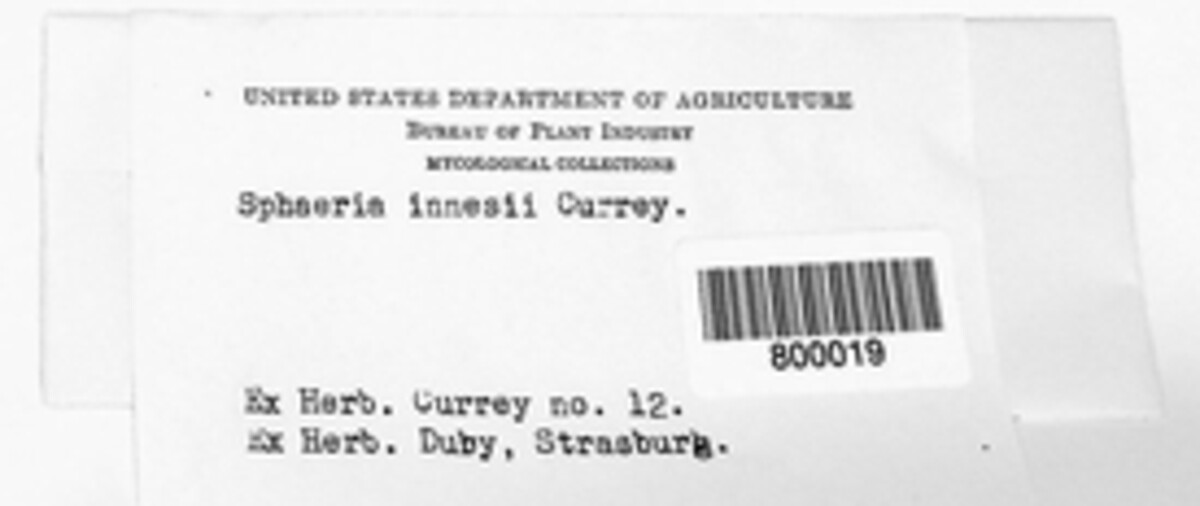 UNITED STATES DEPARTMENT OF AGRICULTURE
BUREAU OF PLANT INDUSTRY
MYCOLOGICAL COLLECTIONS
Sphaeria innesii Currey.
800019
Ex Herb. Currey no. 12.
Ex Herb. Duby, Strasburg.